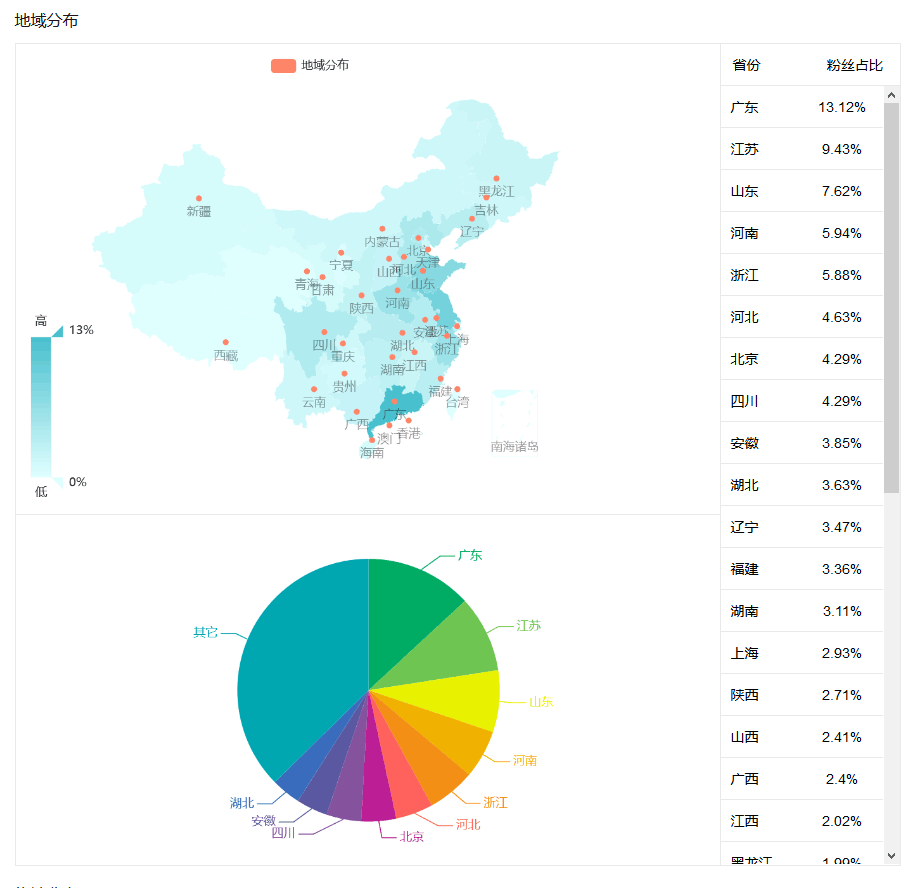 地域分布
地域分布
省份 粉丝占比
广东 13.12%
江苏 9.43%
山东 7.62%
河南 5.94%
浙江 5.88%
河北 4.63%
北京 4.29%
四川 4.29%
安徽 3.85%
湖北 3.63%
辽宁 3.47%
福建 3.36%
湖南 3.11%
上海 2.93%
陕西 2.71%
山西 2.41%
广西 2.4%
江西 2.02%
黑龙江 1.99%
黑龙江
吉林
新疆
辽宁
内蒙古
北京
天津
宁夏
山西
河北
青海
甘肃
山东
河南
陕西
安徽
江苏
上海
四川
湖北
浙江
重庆
西藏
湖南
江西
贵州
福建
云南
台湾
广东
广西
香港
澳门
海南
南海诸岛
高
13%
0%
低
广东
江苏
其它
山东
河南
湖北
浙江
安徽
河北
四川
北京